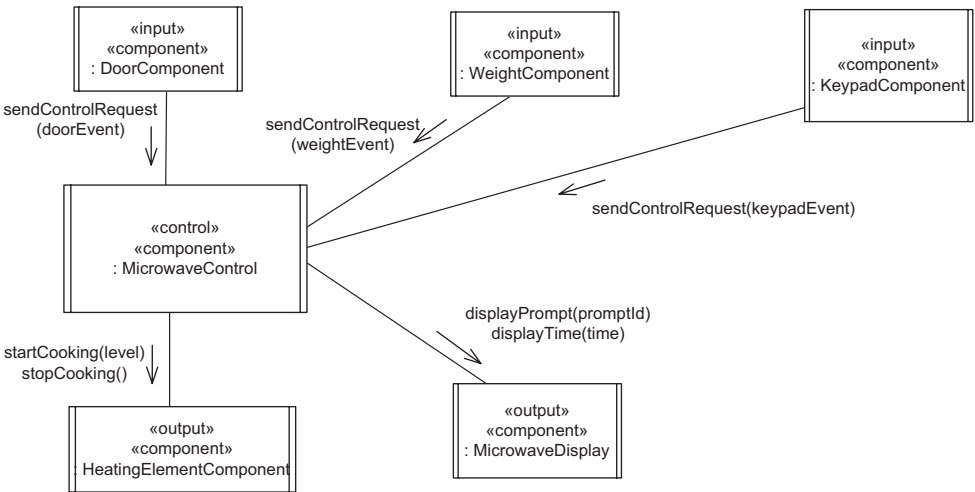 «input»
«component»
: DoorComponent
«input»
«component»
: WeightComponent
«input»
«component»
: KeypadComponent
sendControlRequest
(doorEvent)
sendControlRequest
(weightEvent)
sendControlRequest(keypadEvent)
«control»
«component»
: MicrowaveControl
displayPrompt(promptId)
displayTime(time)
startCooking(level)
stopCooking()
«output»
«component»
: HeatingElementComponent
«output»
«component»
: MicrowaveDisplay